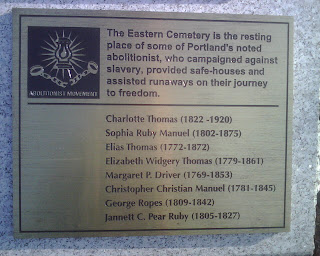 The Eastern Cemetery is the resting
place of some of Portland's noted
abolitionist, who campaigned against
slavery, provided safe-houses and
assisted runaways on their journey
to freedom.
ABOLITIONIST MOVEMENT
Charlotte Thomas (1822 -1920)
Sophia Ruby Manuel (1802-1875)
Elias Thomas (1772-1872)
Elizabeth Widgery Thomas (1779-1861)
Margaret P. Driver (1769-1853)
Christopher Christian Manuel (1781-1845)
George Ropes (1809-1842)
Jannett C. Pear Ruby (1805-1827)